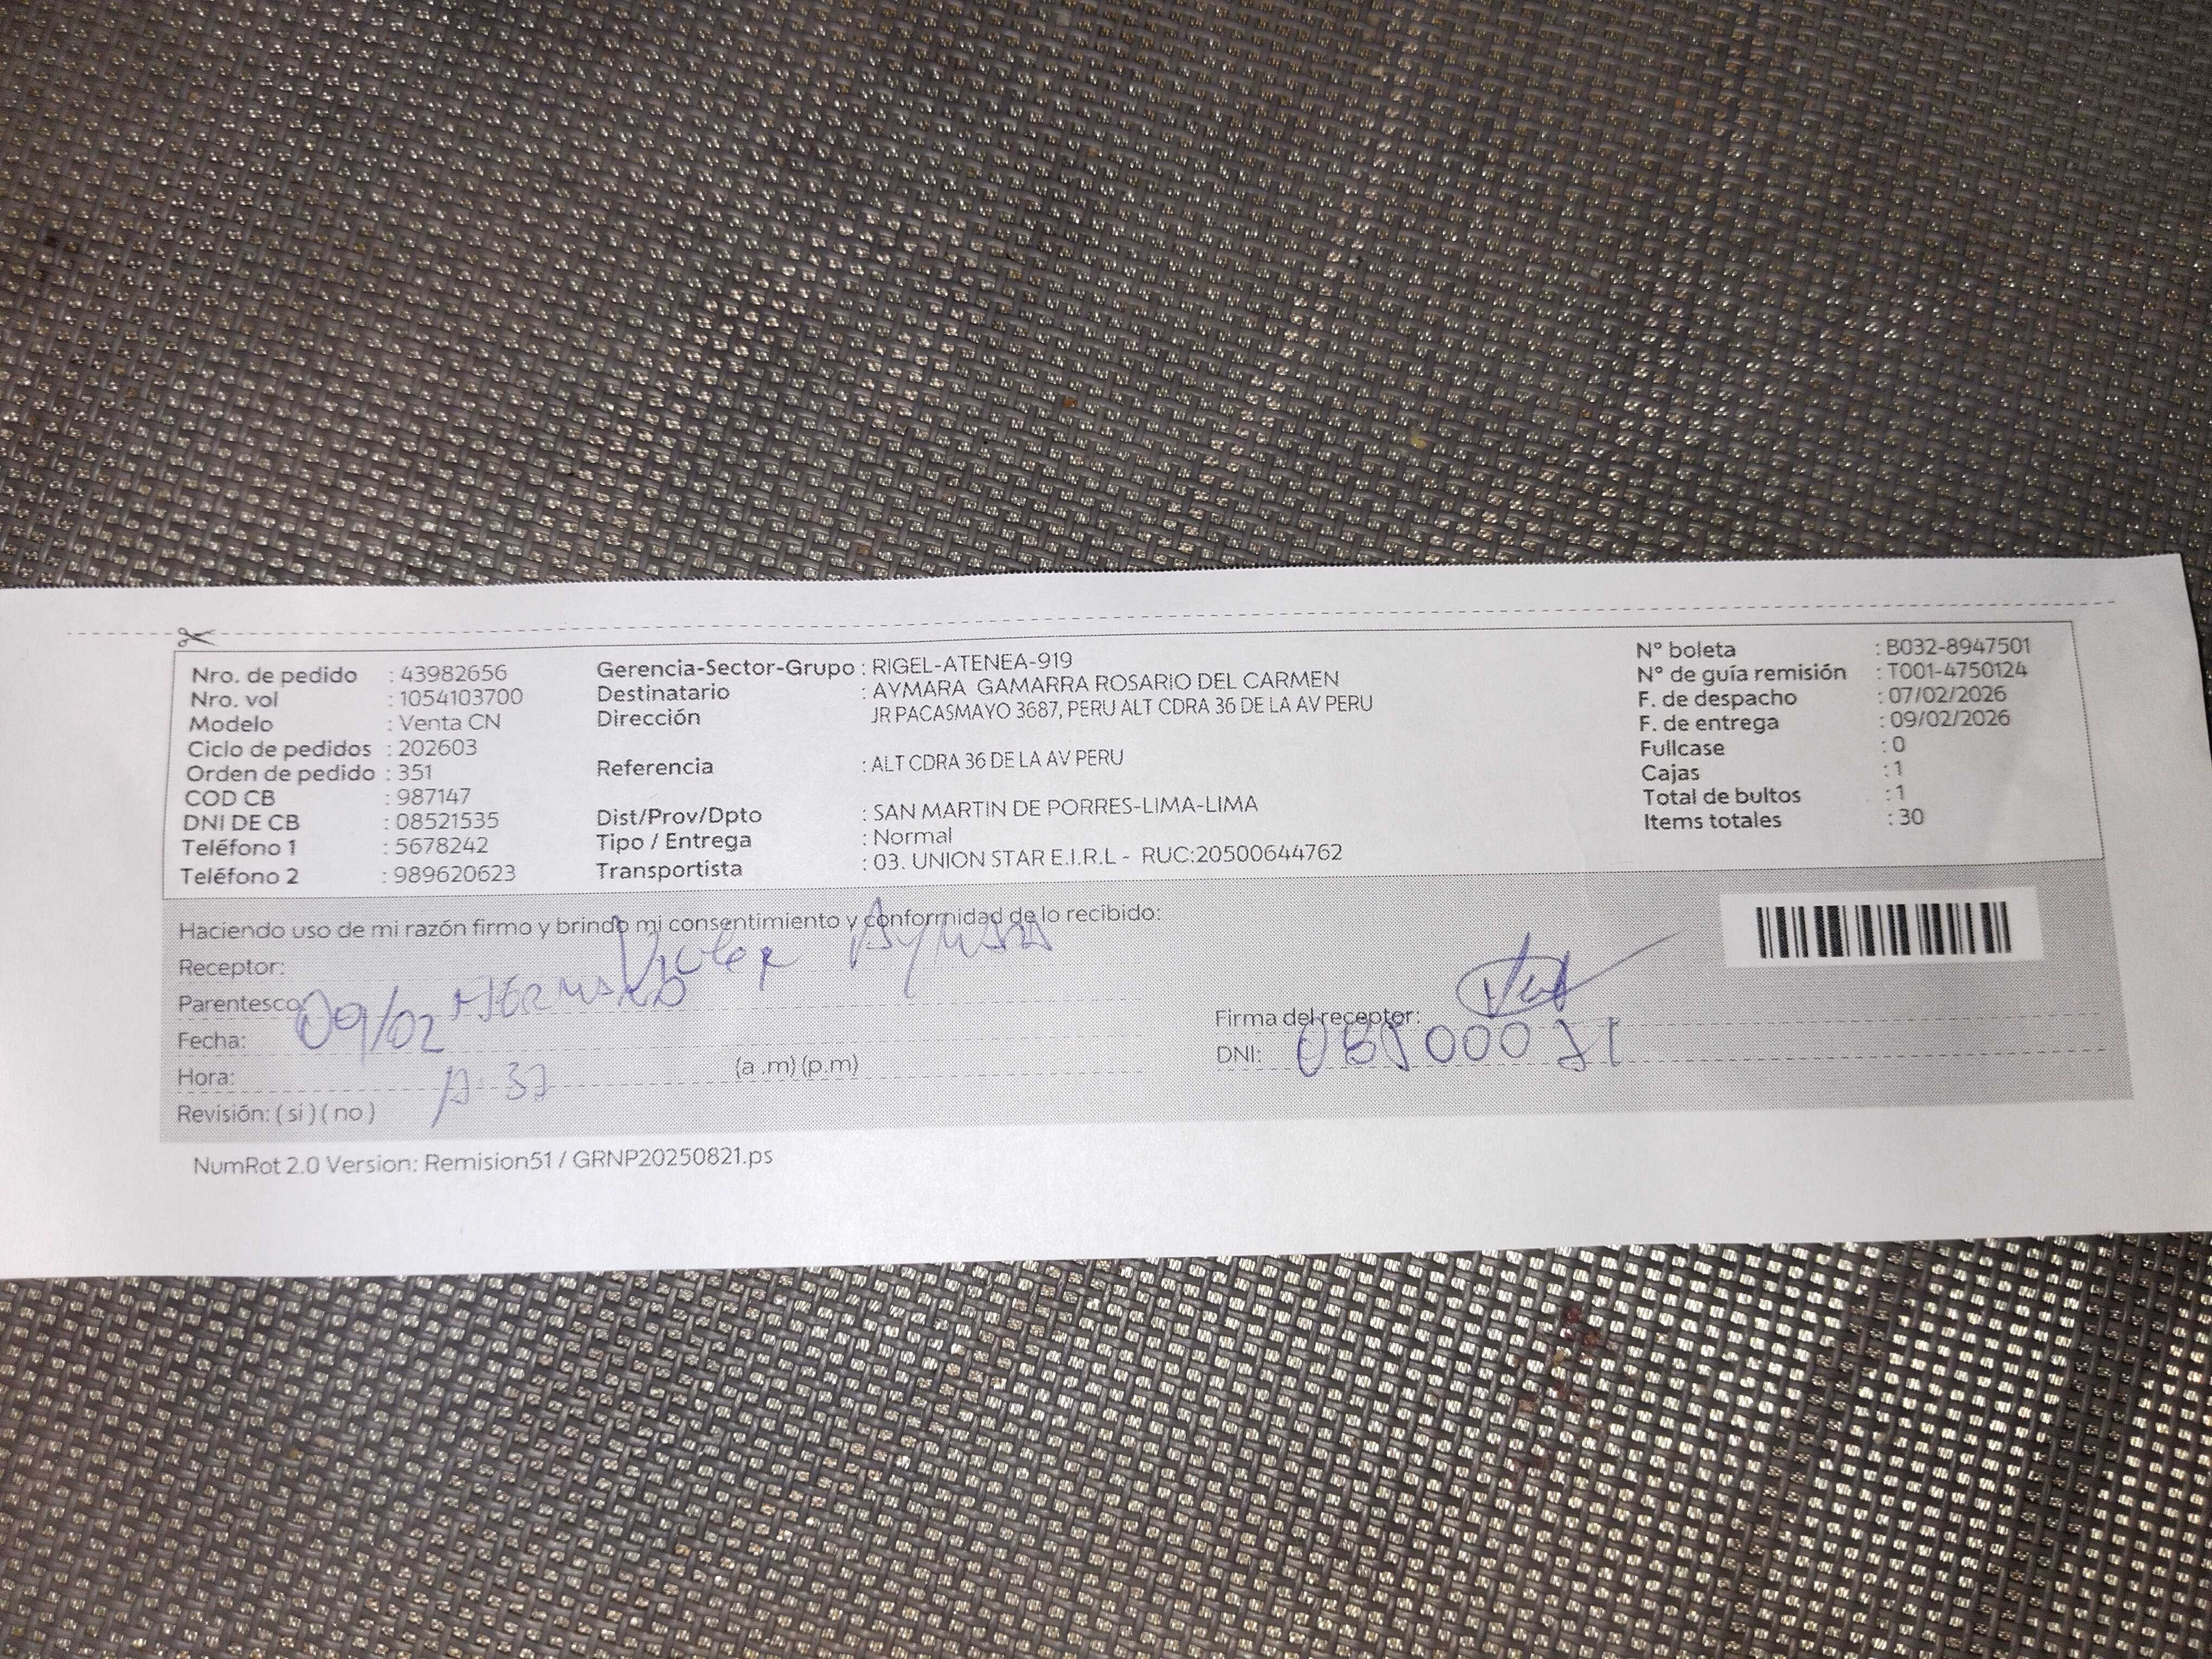 Nro. de pedido : 43982656
Nro. vol : 1054103700
Modelo : Venta CN
Ciclo de pedidos : 202603
Orden de pedido : 351
COD CB : 987147
DNI DE CB : 08521535
Teléfono 1 : 5678242
Teléfono 2 : 989620623
Gerencia-Sector-Grupo : RIGEL-ATENEA-919
Destinatario : AYMARA GAMARRA ROSARIO DEL CARMEN
Dirección JR PACASMAYO 3687, PERU ALT CDRA 36 DE LA AV PERU
Referencia : ALT CDRA 36 DE LA AV PERU
Dist/Prov/Dpto : SAN MARTIN DE PORRES-LIMA-LIMA
Tipo / Entrega : Normal
Transportista : 03. UNION STAR E.I.R.L - RUC:20500644762
N° boleta : B032-8947501
N° de guía remisión : T001-4750124
F. de despacho : 07/02/2026
F. de entrega : 09/02/2026
Fullcase : 0
Cajas : 1
Total de bultos : 1
Items totales : 30
Haciendo uso de mi razón firmo y brindo mi consentimiento y conformidad de lo recibido:
Receptor: Victor Aymara
Parentesco: HERMANO
Fecha: 09/02
Hora: (a .m) (p.m)
Revisión: ( si ) ( no )
Firma del receptor:
DNI:
NumRot 2.0 Version: Remision51 / GRNP20250821.ps